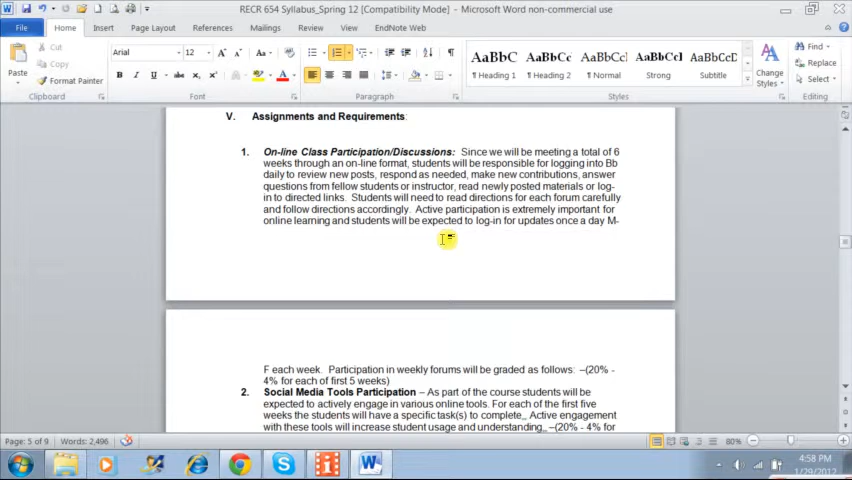 RECR 654 Syllabus_Spring 12 [Compatibility Mode] - Microsoft Word non-commercial use
File Home Insert Page Layout References Mailings Review View EndNote Web
Cut
Copy
Paste
Format Painter
Clipboard
Arial 12
Font
Paragraph
AaBbC AaBbCc AaBbCc AaBbCcI AaBbCc
¶ Heading 1 ¶ Heading 2 ¶ Normal Strong Subtitle
Change
Styles
Styles
Find
Replace
Select
Editing
V. Assignments and Requirements:
1. On-line Class Participation/Discussions: Since we will be meeting a total of 6
weeks through an on-line format, students will be responsible for logging into Bb
daily to review new posts, respond as needed, make new contributions, answer
questions from fellow students or instructor, read newly posted materials or log-
in to directed links. Students will need to read directions for each forum carefully
and follow directions accordingly. Active participation is extremely important for
online learning and students will be expected to log-in for updates once a day M-
F each week. Participation in weekly forums will be graded as follows: –(20% -
4% for each of first 5 weeks)
2. Social Media Tools Participation – As part of the course students will be
expected to actively engage in various online tools. For each of the first five
weeks the students will have a specific task(s) to complete_ Active engagement
with these tools will increase student usage and understanding_ –(20% - 4% for
Page: 5 of 9 Words: 2,496 80%
4:58 PM
1/29/2012